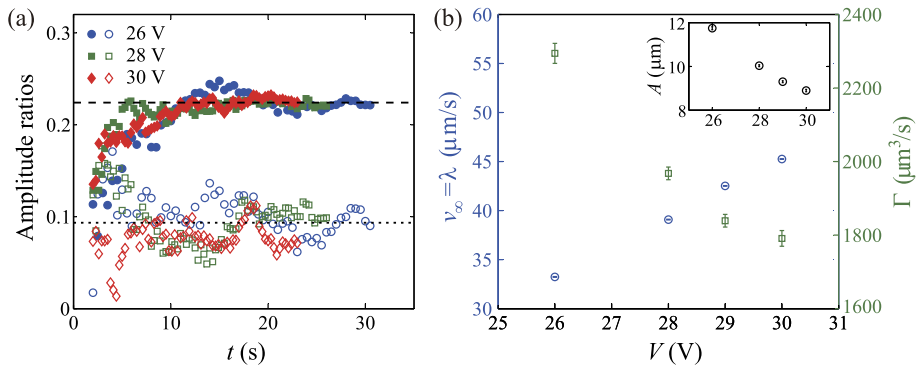 (a)
0.3
0.2
0.1
0
Amplitude ratios
26 V
28 V
30 V
0 10 20 30
t (s)
(b)
60
55
50
45
40
35
30
v∞=λ (μm/s)
25 26 27 28 29 30 31
V (V)
2400
2200
2000
1800
1600
Γ (μm³/s)
12
10
8
A (μm)
26 28 30